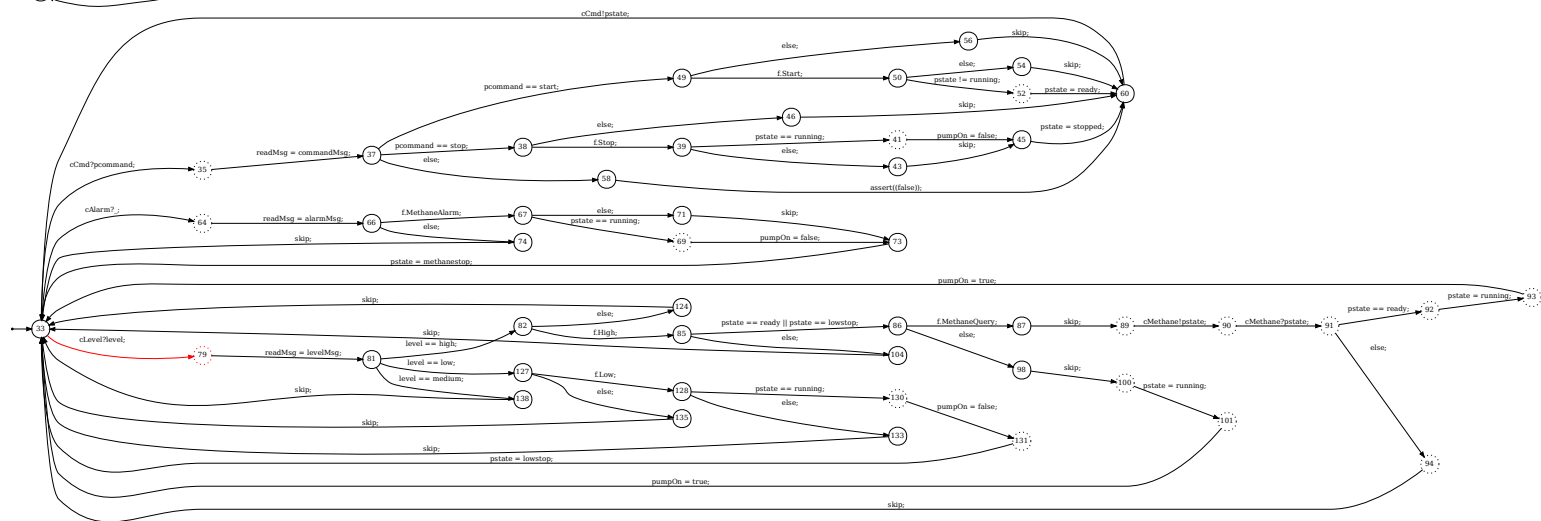 cCmd!pstate;
else;
56
skip;
else;
54
skip;
pcommand == start;
49
f.Start;
50
pstate != running;
52
pstate = ready;
60
else;
46
skip;
pstate = stopped;
cCmd?pcommand;
35
readMsg = commandMsg;
37
pcommand == stop;
38
f.Stop;
39
pstate == running;
41
pumpOn = false;
45
else;
else;
43
skip;
58
assert((false));
cAlarm?_;
64
readMsg = alarmMsg;
66
f.MethaneAlarm;
67
else;
71
skip;
else;
pstate == running;
skip;
74
69
pumpOn = false;
73
pstate = methanestop;
pumpOn = true;
93
skip;
124
pstate == ready;
92
pstate = running;
33
skip;
82
else;
f.High;
85
pstate == ready || pstate == lowstop;
86
f.MethaneQuery;
87
skip;
89
cMethane!pstate;
90
cMethane?pstate;
91
cLevel?level;
79
readMsg = levelMsg;
81
level == high;
else;
104
else;
else;
level == low;
127
f.Low;
98
skip;
100
pstate = running;
level == medium;
138
skip;
else;
128
pstate == running;
130
pumpOn = false;
else;
135
skip;
101
133
skip;
131
pstate = lowstop;
94
pumpOn = true;
skip;